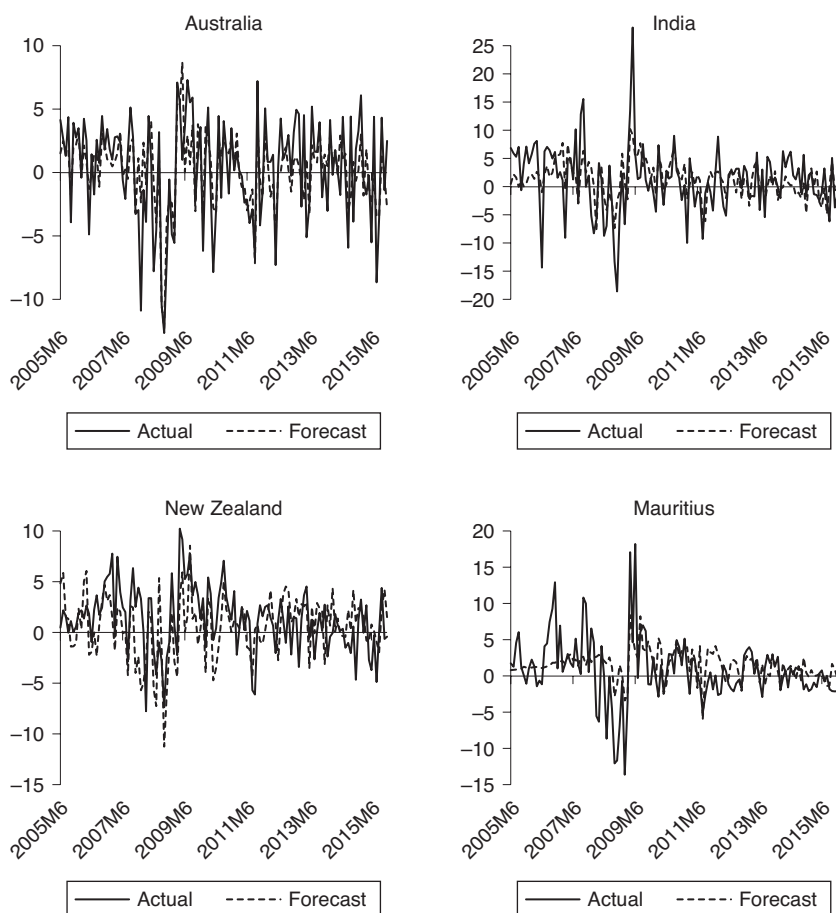 Australia
10
5
0
−5
−10
2005M6
2007M6
2009M6
2011M6
2013M6
2015M6
Actual
Forecast
India
25
20
15
10
5
0
−5
−10
−15
−20
2005M6
2007M6
2009M6
2011M6
2013M6
2015M6
Actual
Forecast
New Zealand
10
5
0
−5
−10
−15
2005M6
2007M6
2009M6
2011M6
2013M6
2015M6
Actual
Forecast
Mauritius
20
15
10
5
0
−5
−10
−15
2005M6
2007M6
2009M6
2011M6
2013M6
2015M6
Actual
Forecast